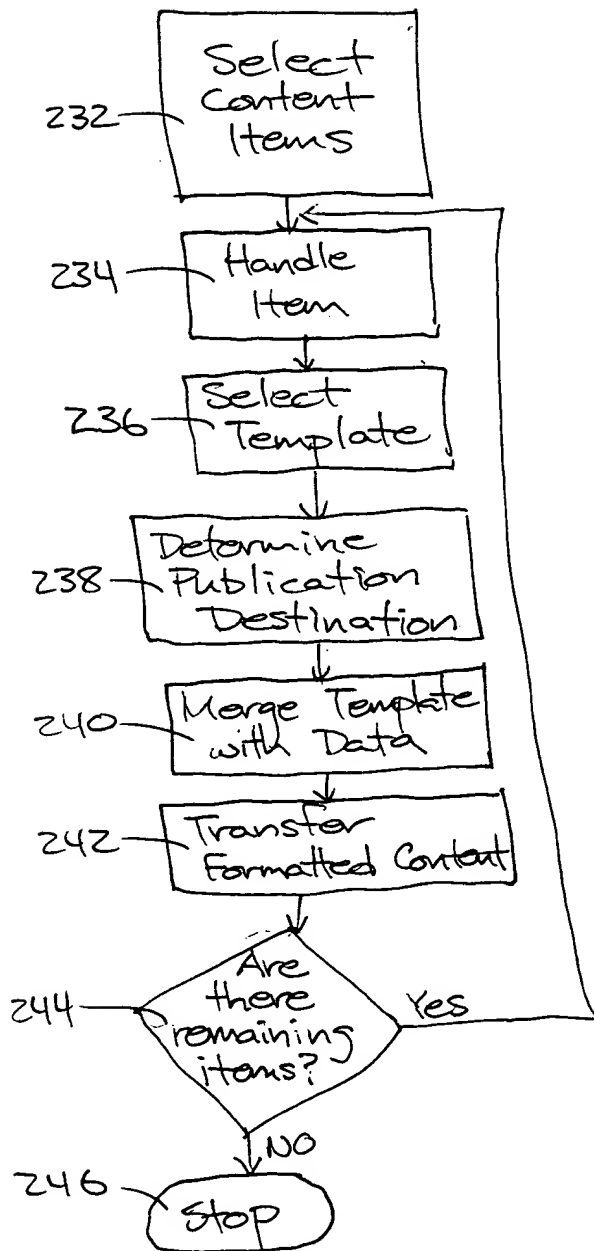 Select
Content
Items
232
Handle
Item
234
Select
Template
236
Determine
Publication
Destination
238
Merge Template
with Data
240
Transfer
Formatted Content
242
Are
there
remaining
items?
244
Yes
NO
Stop
246